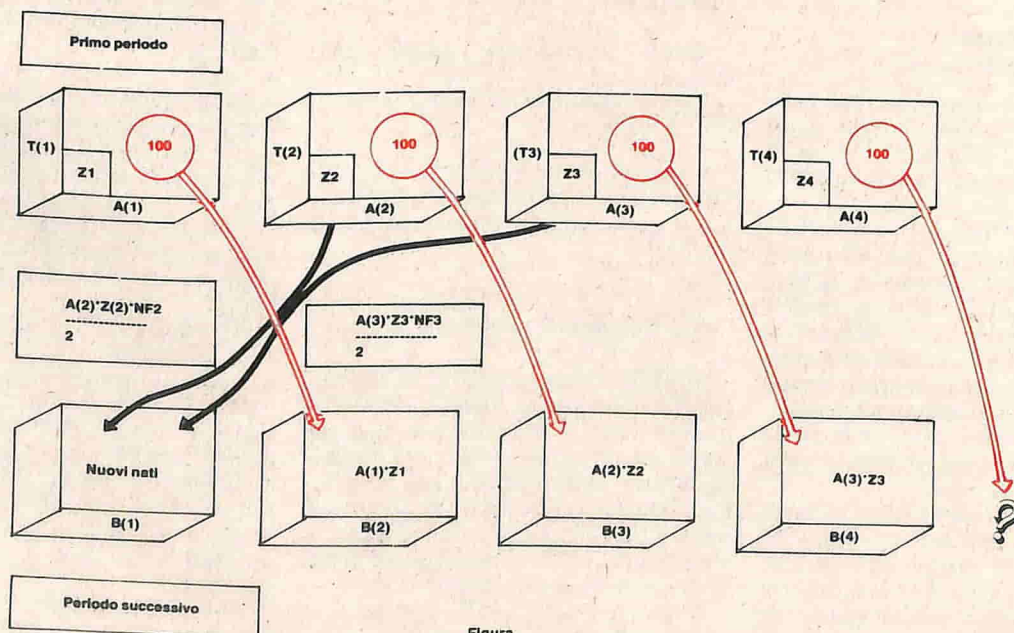 Primo periodo
T(1)
Z1
100
A(1)
T(2)
Z2
100
A(2)
(T3)
Z3
100
A(3)
T(4)
Z4
100
A(4)
A(2)*Z(2)*NF2
----------------
2
A(3)*Z3*NF3
----------------
2
Nuovi nati
B(1)
A(1)*Z1
B(2)
A(2)*Z2
B(3)
A(3)*Z3
B(4)
?
Periodo successivo
Figura